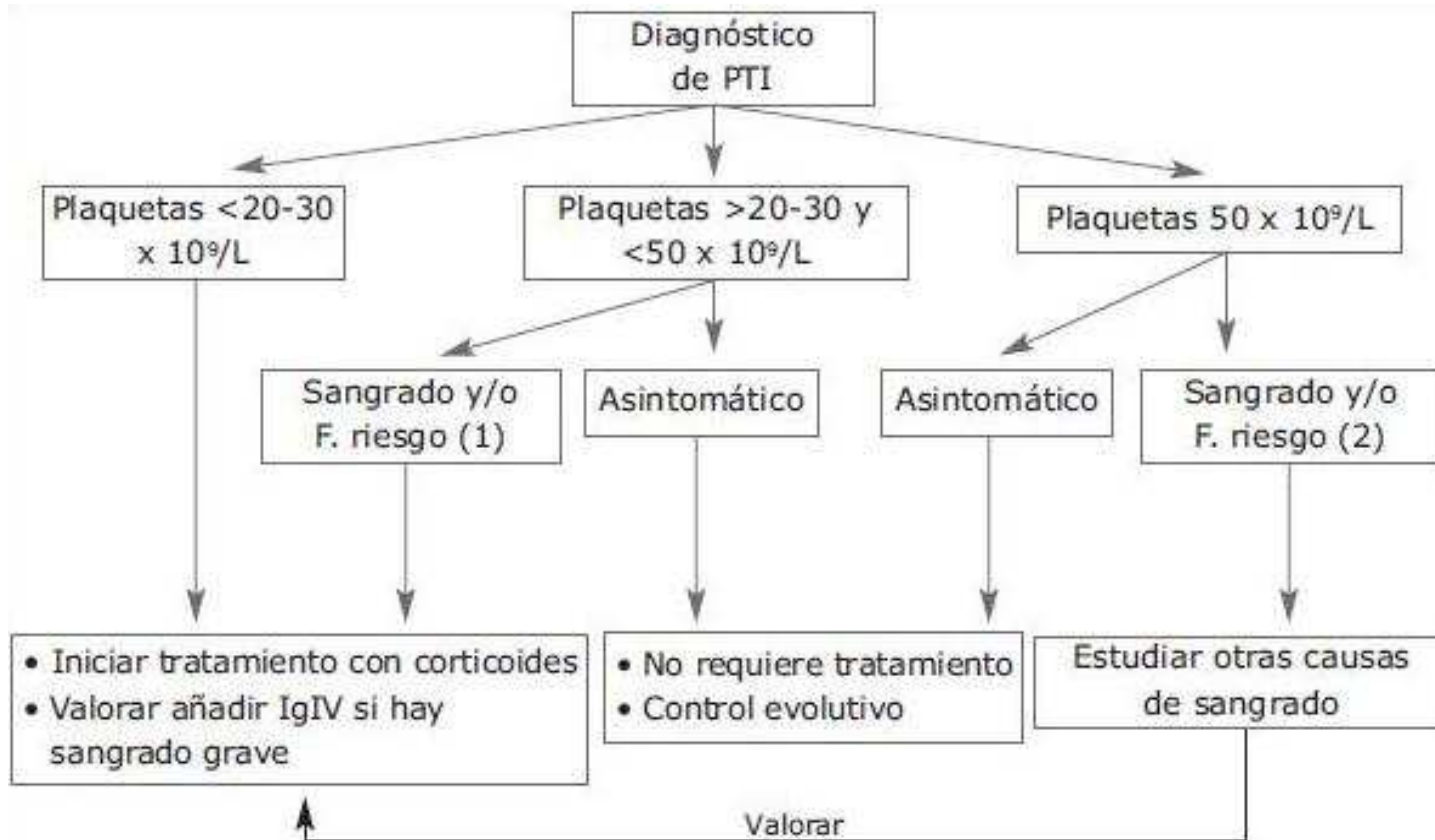 Diagnóstico
de PTI
Plaquetas <20-30
x 10⁹/L
Plaquetas >20-30 y
<50 x 10⁹/L
Plaquetas 50 x 10⁹/L
Sangrado y/o
F. riesgo (1)
Asintomático
Asintomático
Sangrado y/o
F. riesgo (2)
• Iniciar tratamiento con corticoides
• Valorar añadir IgIV si hay
sangrado grave
• No requiere tratamiento
• Control evolutivo
Estudiar otras causas
de sangrado
Valorar